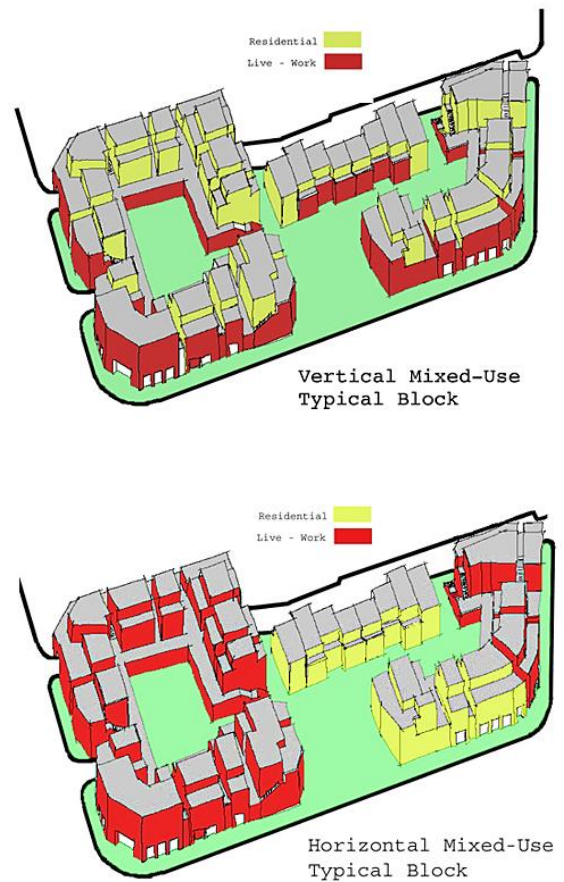 Residential
Live - Work
Vertical Mixed-Use
Typical Block
Residential
Live - Work
Horizontal Mixed-Use
Typical Block